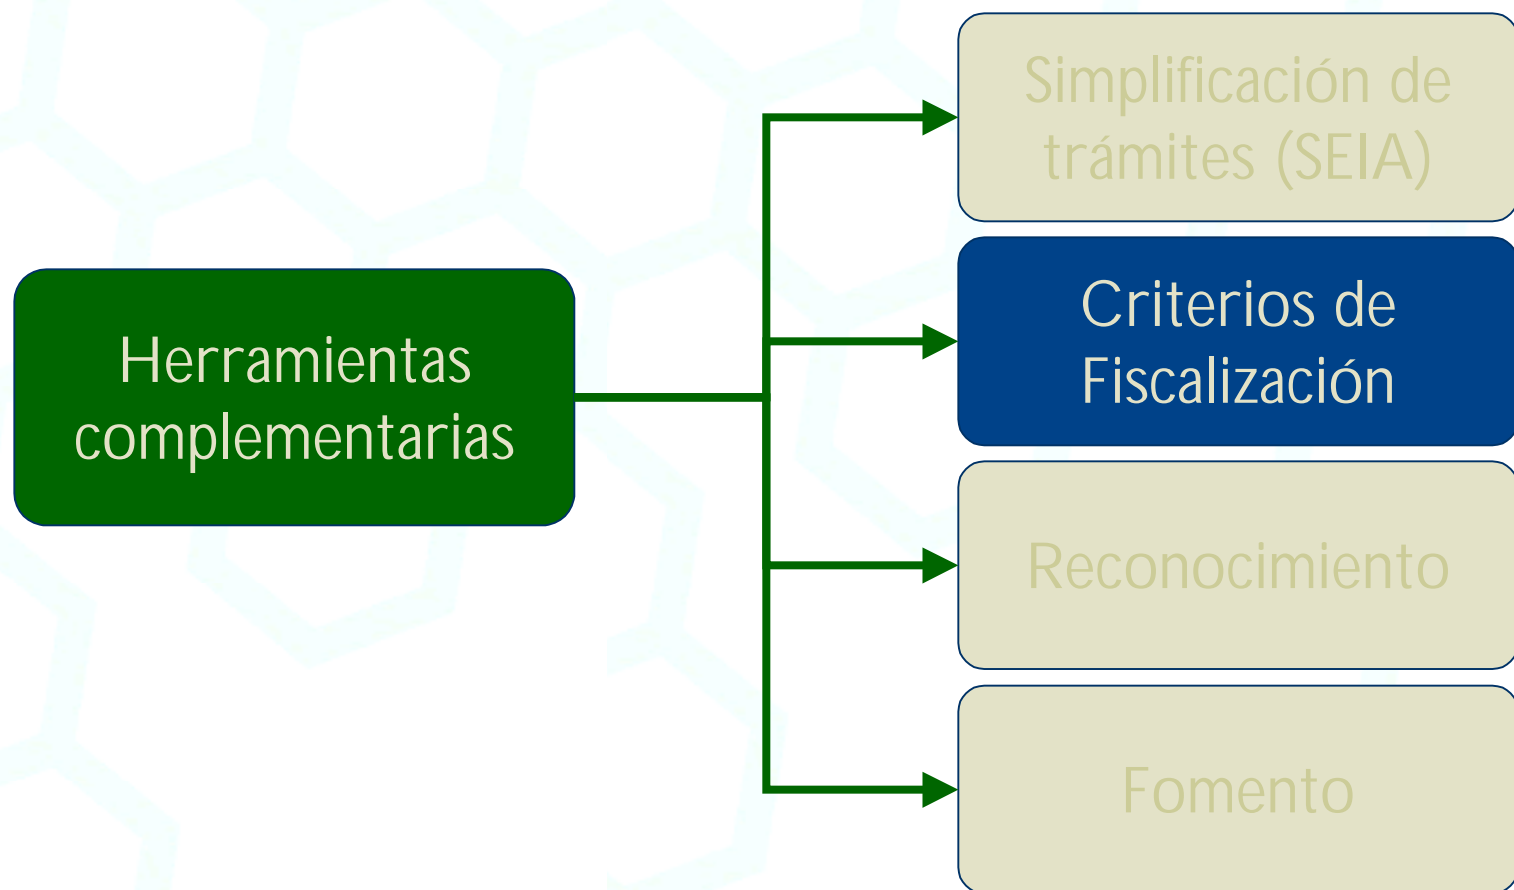 Herramientas
complementarias
Simplificación de
trámites (SEIA)
Criterios de
Fiscalización
Reconocimiento
Fomento